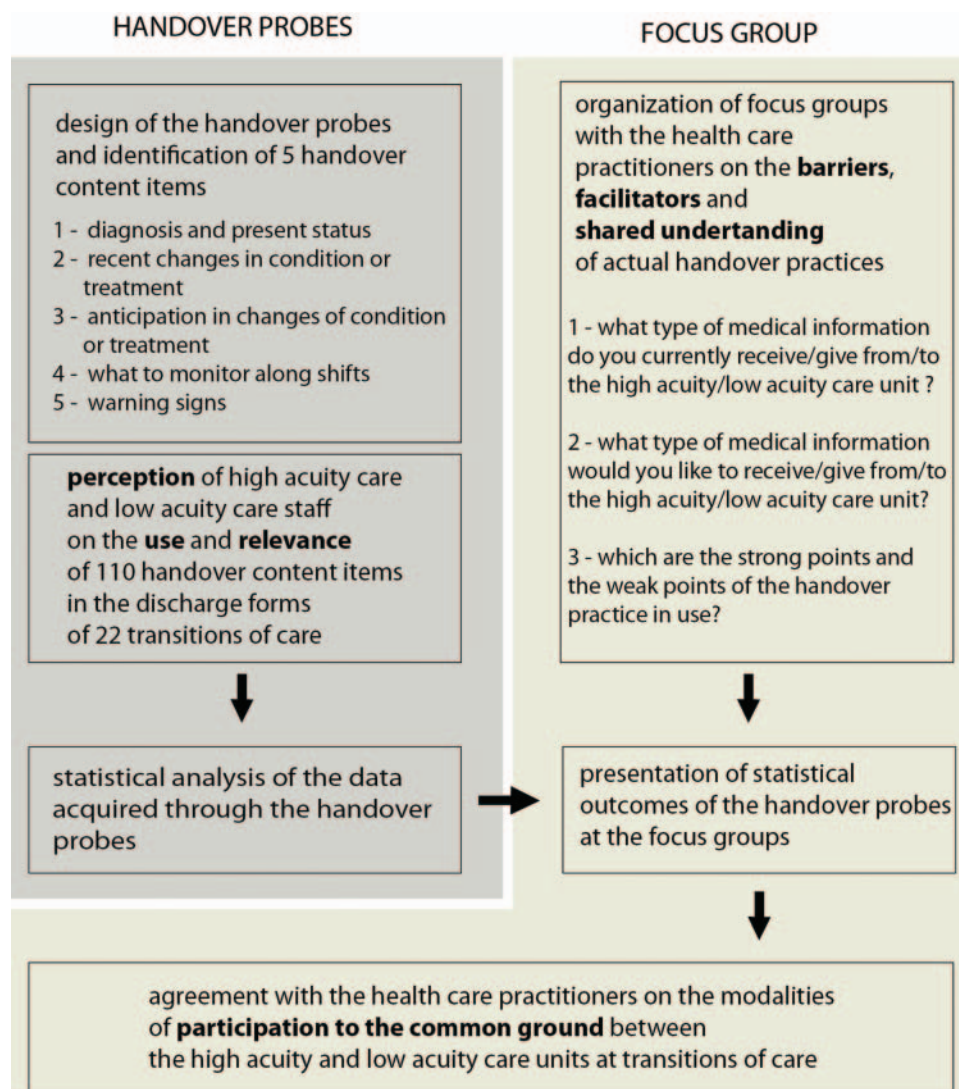 HANDOVER PROBES
design of the handover probes
and identification of 5 handover
content items
1 - diagnosis and present status
2 - recent changes in condition or
treatment
3 - anticipation in changes of condition
or treatment
4 - what to monitor along shifts
5 - warning signs
perception of high acuity care
and low acuity care staff
on the use and relevance
of 110 handover content items
in the discharge forms
of 22 transitions of care
statistical analysis of the data
acquired through the handover
probes
FOCUS GROUP
organization of focus groups
with the health care
practitioners on the barriers,
facilitators and
shared undertanding
of actual handover practices
1 - what type of medical information
do you currently receive/give from/to
the high acuity/low acuity care unit ?
2 - what type of medical information
would you like to receive/give from/to
the high acuity/low acuity care unit?
3 - which are the strong points and
the weak points of the handover
practice in use?
presentation of statistical
outcomes of the handover probes
at the focus groups
agreement with the health care practitioners on the modalities
of participation to the common ground between
the high acuity and low acuity care units at transitions of care